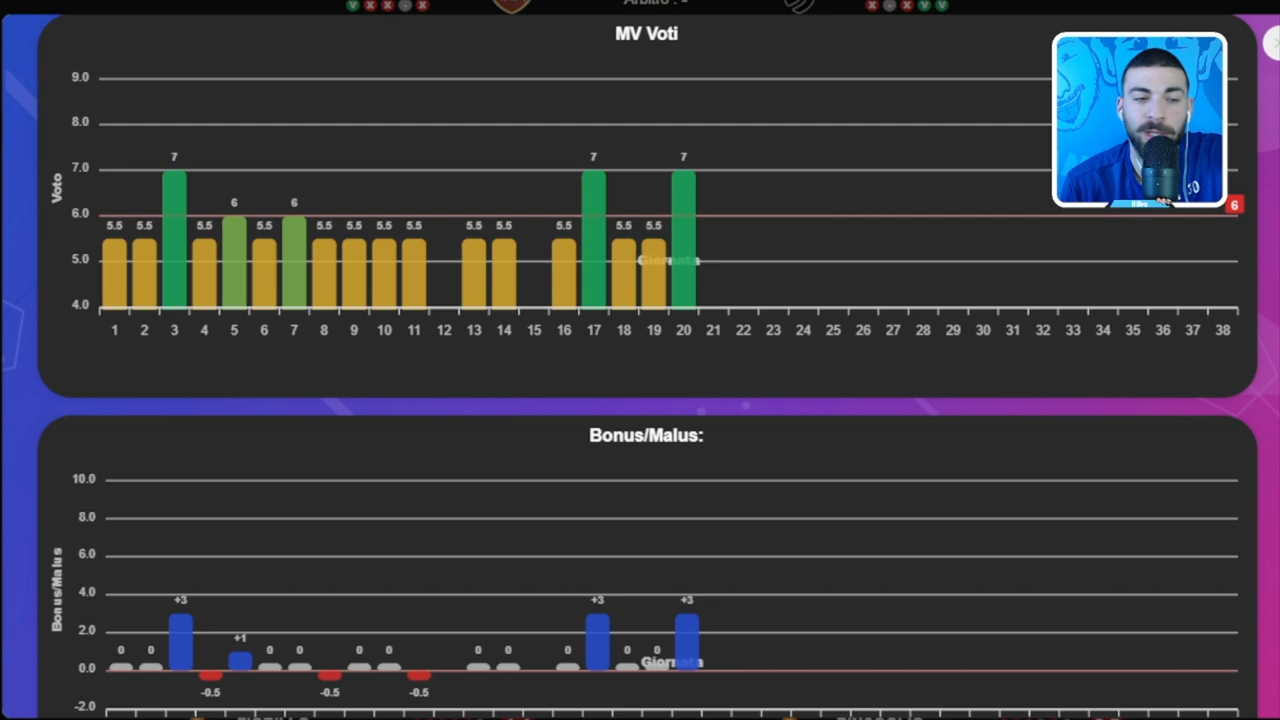 V X X - X
Arbitro : -
X - X V V
MV Voti
9.0
8.0
7.0
6.0
5.0
4.0
Voto
5.5 5.5 7 5.5 6 5.5 6 5.5 5.5 5.5 5.5 5.5 5.5 5.5 7 5.5 5.5 7
6
Giornata
1 2 3 4 5 6 7 8 9 10 11 12 13 14 15 16 17 18 19 20 21 22 23 24 25 26 27 28 29 30 31 32 33 34 35 36 37 38
Bonus/Malus:
10.0
8.0
6.0
4.0
2.0
0.0
-2.0
Bonus/Malus
0 0 +3 -0.5 +1 0 0 -0.5 0 0 -0.5 0 0 0 +3 0 0 +3
Giornata